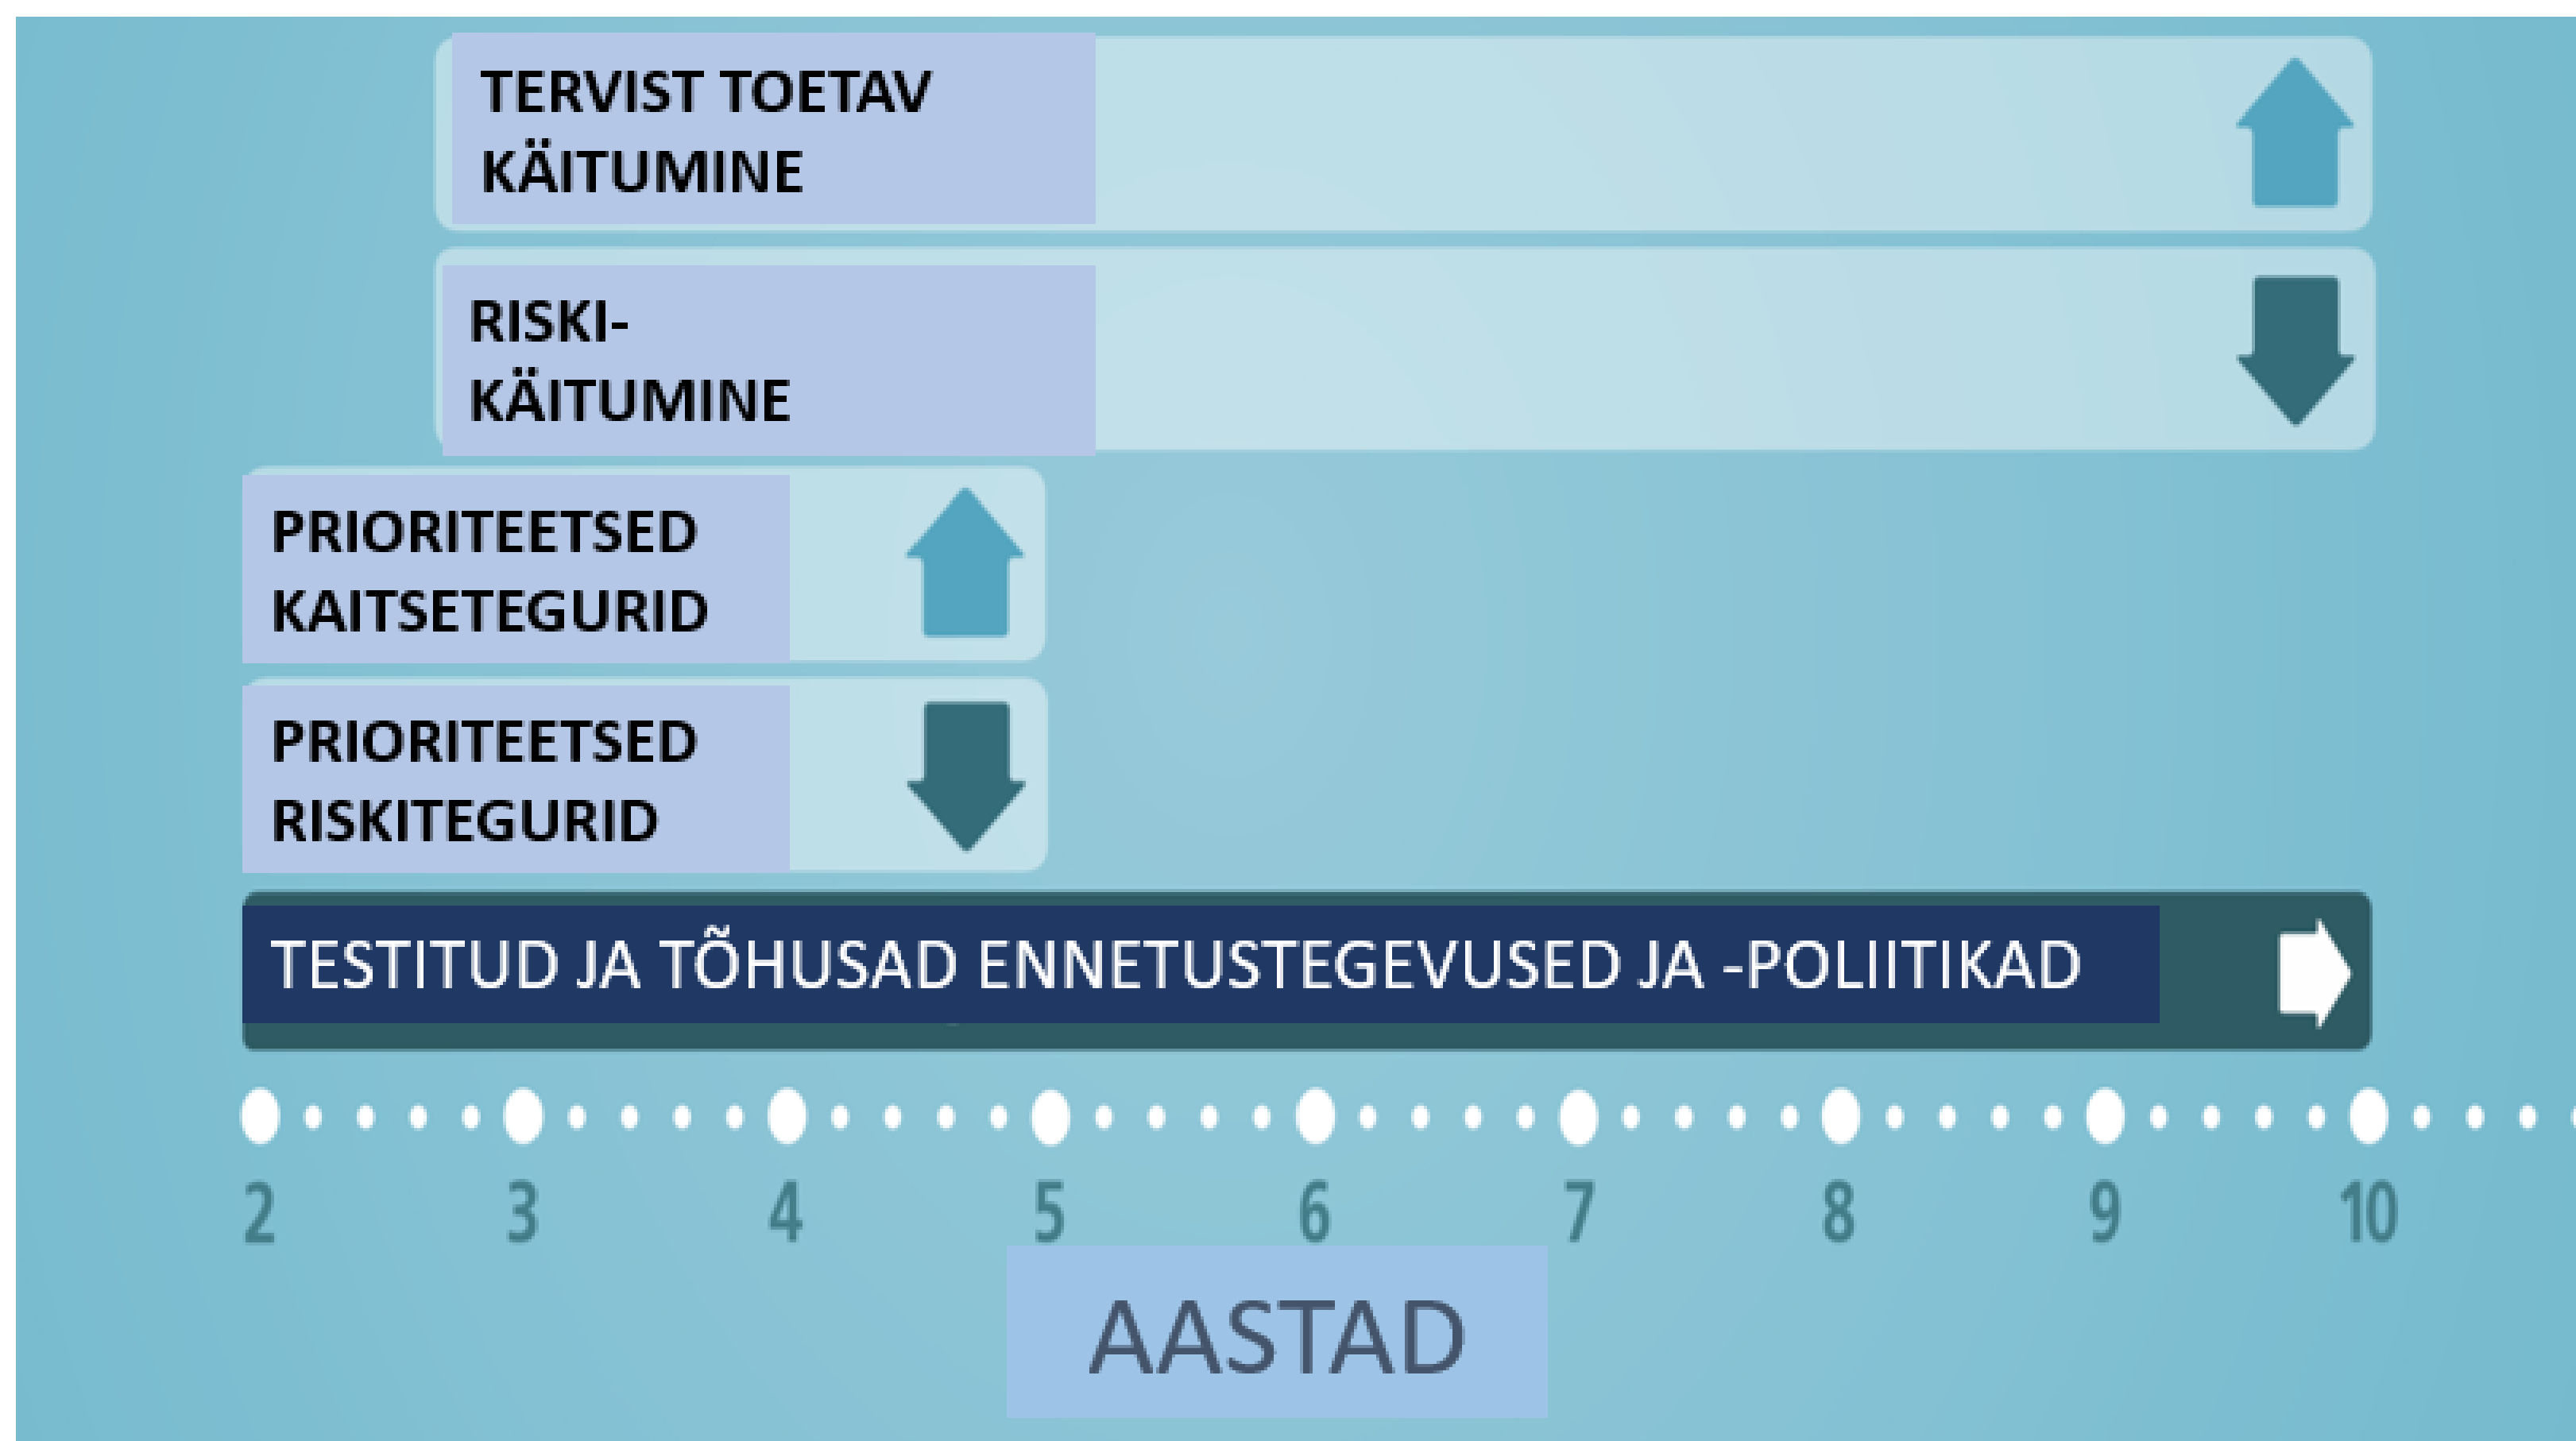 TERVIST TOETAV
KÄITUMINE
RISKI-
KÄITUMINE
PRIORITEETSED
KAITSETEGURID
PRIORITEETSED
RISKITEGURID
TESTITUD JA TÕHUSAD ENNETUSTEGEVUSED JA -POLIITIKAD
2 3 4 5 6 7 8 9 10
AASTAD